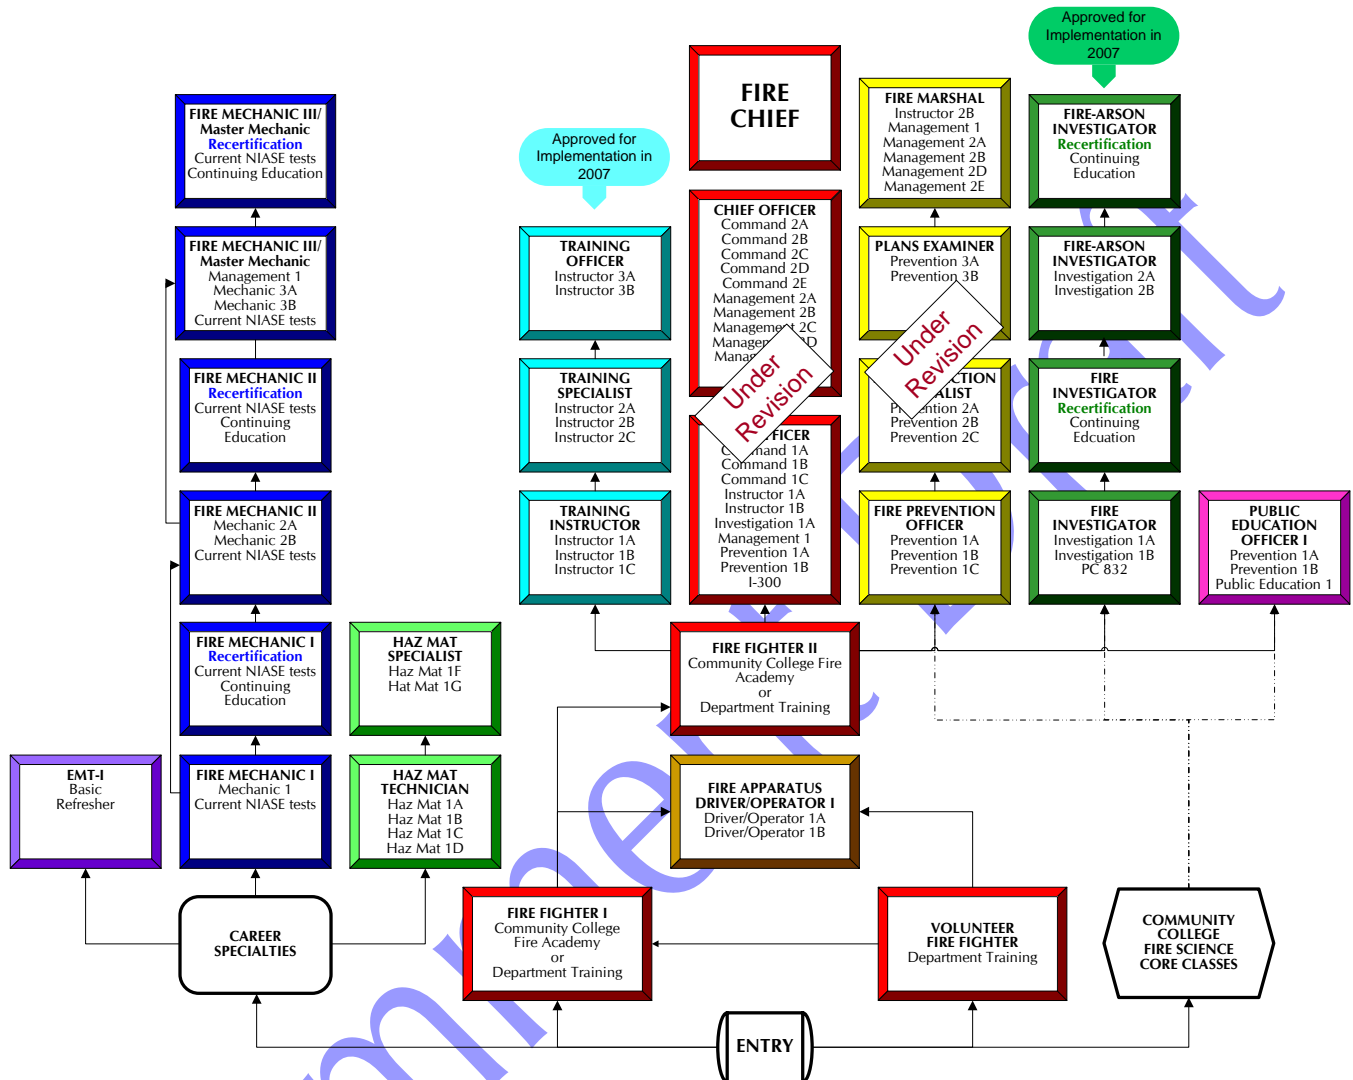 Approved for
Implementation in
2007
Approved for
Implementation in
2007
FIRE
CHIEF
FIRE MECHANIC III/
Master Mechanic
Recertification
Current NIASE tests
Continuing Education
FIRE MARSHAL
Instructor 2B
Management 1
Management 2A
Management 2B
Management 2D
Management 2E
FIRE-ARSON
INVESTIGATOR
Recertification
Continuing
Education
FIRE MECHANIC III/
Master Mechanic
Management 1
Mechanic 3A
Mechanic 3B
Current NIASE tests
TRAINING
OFFICER
Instructor 3A
Instructor 3B
CHIEF OFFICER
Command 2A
Command 2B
Command 2C
Command 2D
Command 2E
Management 2A
Management 2B
Management 2C
2D
PLANS EXAMINER
Prevention 3A
Prevention 3B
FIRE-ARSON
INVESTIGATOR
Investigation 2A
Investigation 2B
Under
Revision
Under
Revision
FIRE MECHANIC II
Recertification
Current NIASE tests
Continuing
Education
TRAINING
SPECIALIST
Instructor 2A
Instructor 2B
Instructor 2C
Prevention 2A
Prevention 2B
Prevention 2C
FIRE
INVESTIGATOR
Recertification
Continuing
Edcuation
Command 1A
Command 1B
Command 1C
Instructor 1A
Instructor 1B
Investigation 1A
Management 1
Prevention 1A
Prevention 1B
I-300
FIRE MECHANIC II
Mechanic 2A
Mechanic 2B
Current NIASE tests
TRAINING
INSTRUCTOR
Instructor 1A
Instructor 1B
Instructor 1C
FIRE PREVENTION
OFFICER
Prevention 1A
Prevention 1B
Prevention 1C
FIRE
INVESTIGATOR
Investigation 1A
Investigation 1B
PC 832
PUBLIC
EDUCATION
OFFICER I
Prevention 1A
Prevention 1B
Public Education 1
FIRE MECHANIC I
Recertification
Current NIASE tests
Continuing
Education
HAZ MAT
SPECIALIST
Haz Mat 1F
Hat Mat 1G
FIRE FIGHTER II
Community College Fire
Academy
or
Department Training
EMT-I
Basic
Refresher
FIRE MECHANIC I
Mechanic 1
Current NIASE tests
HAZ MAT
TECHNICIAN
Haz Mat 1A
Haz Mat 1B
Haz Mat 1C
Haz Mat 1D
FIRE APPARATUS
DRIVER/OPERATOR I
Driver/Operator 1A
Driver/Operator 1B
CAREER
SPECIALTIES
FIRE FIGHTER I
Community College
Fire Academy
or
Department Training
VOLUNTEER
FIRE FIGHTER
Department Training
COMMUNITY
COLLEGE
FIRE SCIENCE
CORE CLASSES
ENTRY